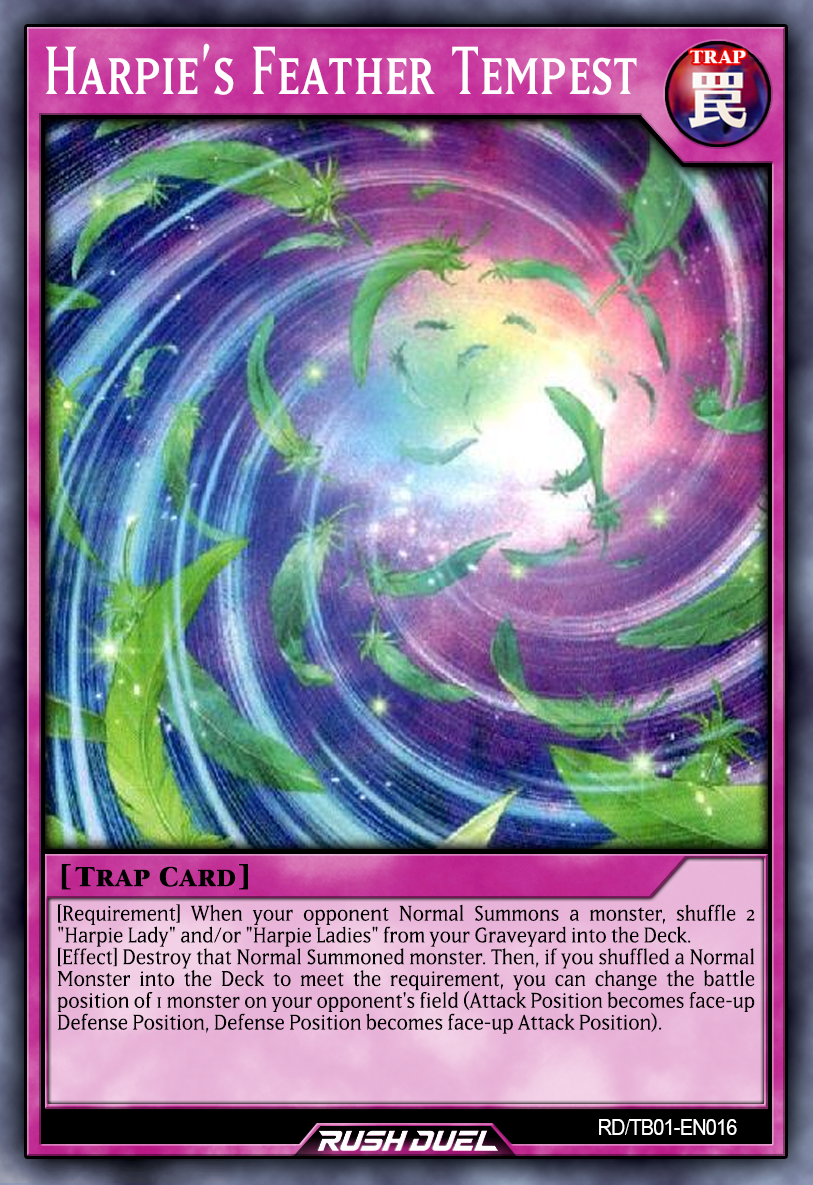 Harpie's Feather Tempest
TRAP
罠
[Trap Card]
[Requirement] When your opponent Normal Summons a monster, shuffle 2
"Harpie Lady" and/or "Harpie Ladies" from your Graveyard into the Deck.
[Effect] Destroy that Normal Summoned monster. Then, if you shuffled a Normal
Monster into the Deck to meet the requirement, you can change the battle
position of 1 monster on your opponent's field (Attack Position becomes face-up
Defense Position, Defense Position becomes face-up Attack Position).
RD/TB01-EN016
RUSH DUEL